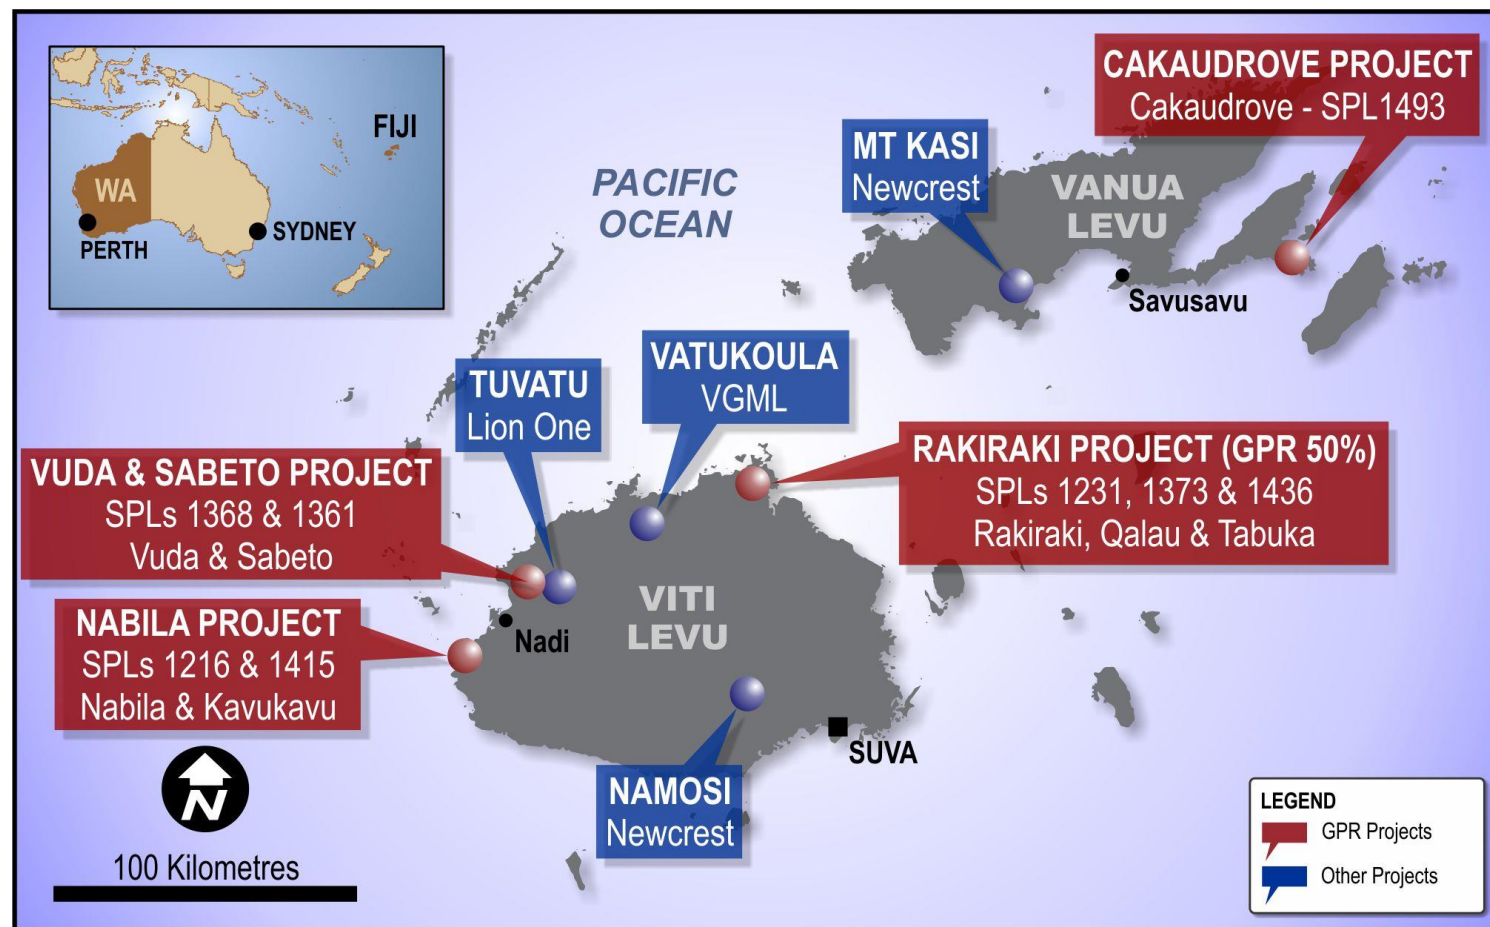 FIJI
WA
PERTH
SYDNEY
PACIFIC
OCEAN
MT KASI
Newcrest
CAKAUDROVE PROJECT
Cakaudrove - SPL1493
VANUA
LEVU
Savusavu
TUVATU
Lion One
VATUKOULA
VGML
VUDA & SABETO PROJECT
SPLs 1368 & 1361
Vuda & Sabeto
RAKIRAKI PROJECT (GPR 50%)
SPLs 1231, 1373 & 1436
Rakiraki, Qalau & Tabuka
NABILA PROJECT
SPLs 1216 & 1415
Nabila & Kavukavu
Nadi
VITI
LEVU
SUVA
NAMOSI
Newcrest
N
100 Kilometres
LEGEND
GPR Projects
Other Projects